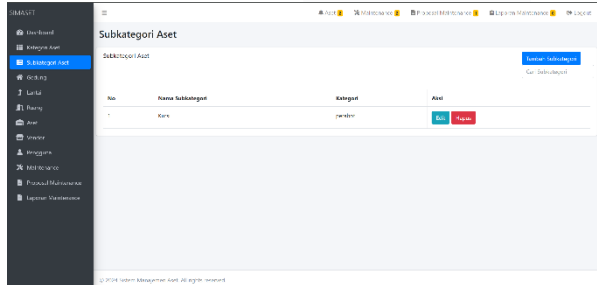 SIMASET
Aset
Maintenance
Proposal Maintenance
Laporan Maintenance
Logout
Dashboard
Kategori Aset
Subkategori Aset
Gedung
Lantai
Ruang
Aset
Vendor
Pengguna
Maintenance
Proposal Maintenance
Laporan Maintenance
Subkategori Aset
Subkategori Aset
Tambah Subkategori
Cari Subkategori
No Nama Subkategori Kategori Aksi
Edit Hapus
© 2024 Sistem Manajemen Aset. All rights reserved.